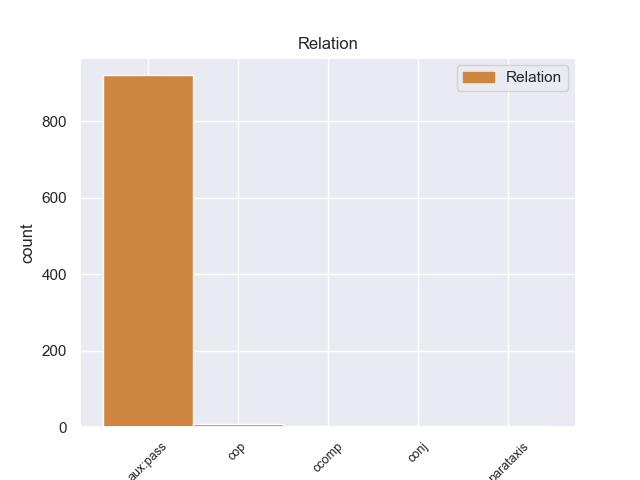 Relation
Relation
count
800
600
400
200
0
aux:pass
cop
ccomp
conj
parataxis